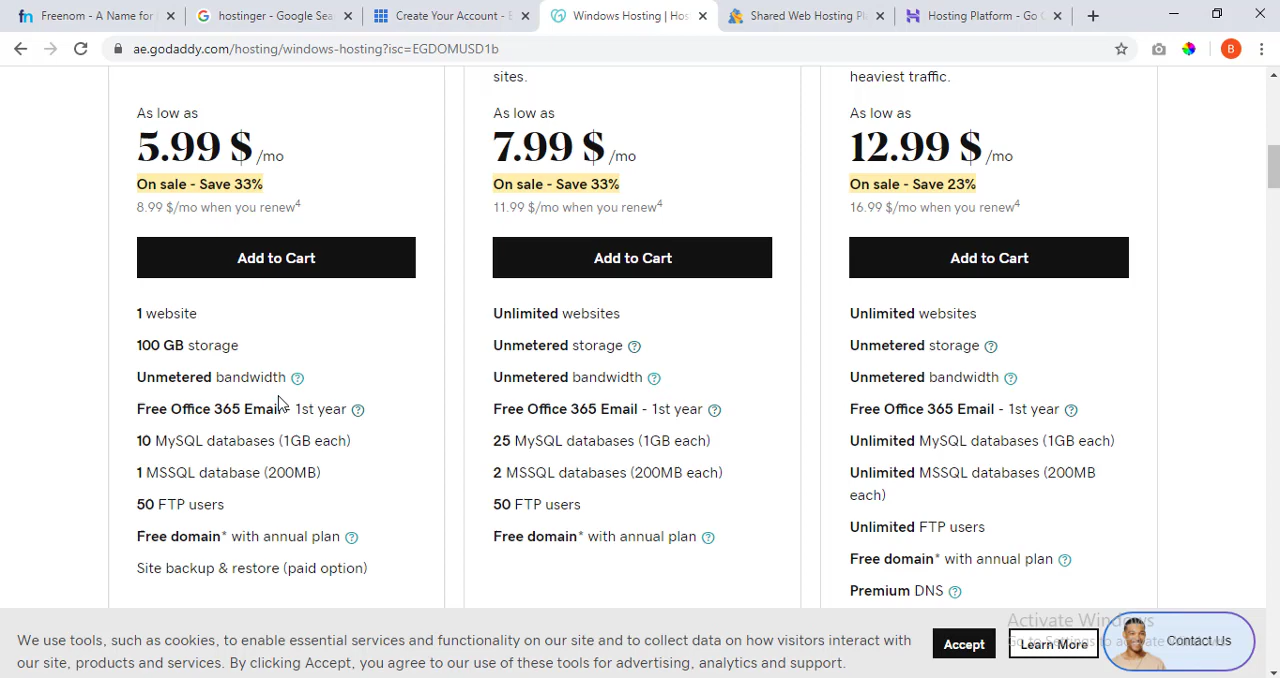 Freenom - A Name for
hostinger - Google Sea
Create Your Account -
Windows Hosting | Hos
Shared Web Hosting Pl
Hosting Platform - Go
ae.godaddy.com/hosting/windows-hosting?isc=EGDOMUSD1b
B
sites.
heaviest traffic.
As low as
5.99 $ /mo
On sale - Save 33%
8.99 $/mo when you renew4
Add to Cart
1 website
100 GB storage
Unmetered bandwidth ?
Free Office 365 Email - 1st year ?
10 MySQL databases (1GB each)
1 MSSQL database (200MB)
50 FTP users
Free domain* with annual plan ?
Site backup & restore (paid option)
As low as
7.99 $ /mo
On sale - Save 33%
11.99 $/mo when you renew4
Add to Cart
Unlimited websites
Unmetered storage ?
Unmetered bandwidth ?
Free Office 365 Email - 1st year ?
25 MySQL databases (1GB each)
2 MSSQL databases (200MB each)
50 FTP users
Free domain* with annual plan ?
As low as
12.99 $ /mo
On sale - Save 23%
16.99 $/mo when you renew4
Add to Cart
Unlimited websites
Unmetered storage ?
Unmetered bandwidth ?
Free Office 365 Email - 1st year ?
Unlimited MySQL databases (1GB each)
Unlimited MSSQL databases (200MB
each)
Unlimited FTP users
Free domain* with annual plan ?
Premium DNS ?
We use tools, such as cookies, to enable essential services and functionality on our site and to collect data on how visitors interact with
our site, products and services. By clicking Accept, you agree to our use of these tools for advertising, analytics and support.
Accept
Learn More
Contact Us
Activate Windows
Go to Settings to activate